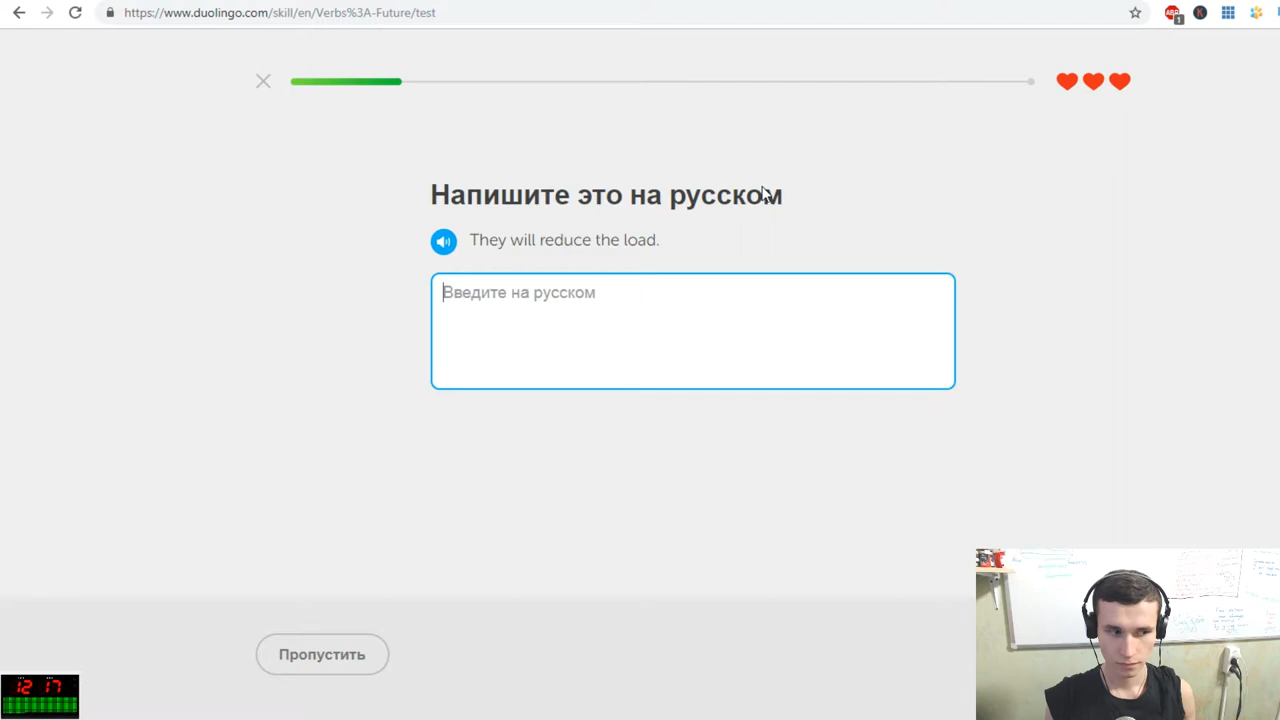 https://www.duolingo.com/skill/en/Verbs%3A-Future/test
1
K
Напишите это на русском
They will reduce the load.
Введите на русском
Пропустить
12 17